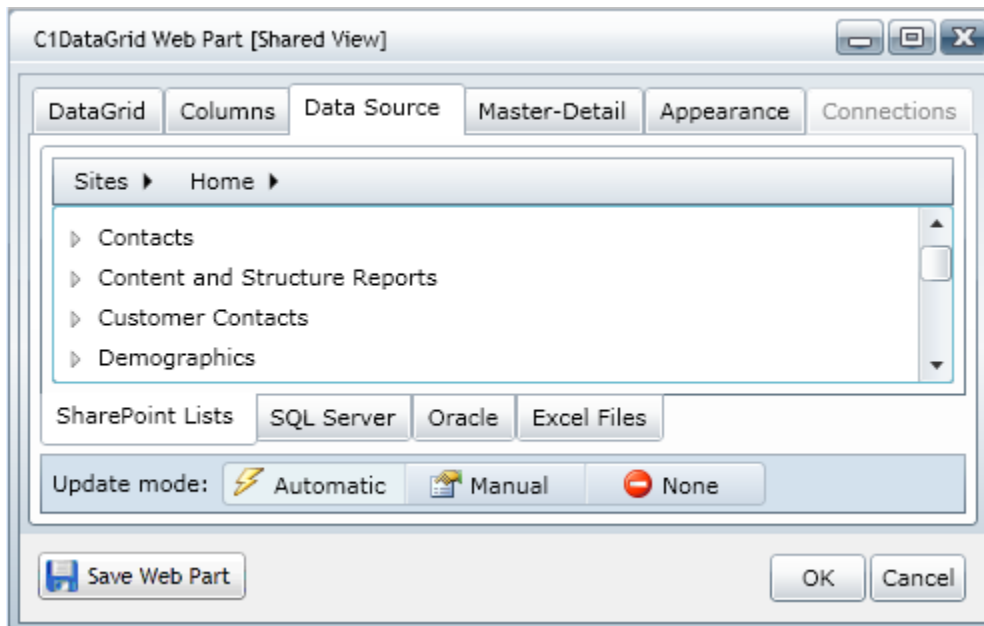 C1DataGrid Web Part [Shared View]
DataGrid Columns Data Source Master-Detail Appearance Connections
Sites Home
Contacts
Content and Structure Reports
Customer Contacts
Demographics
SharePoint Lists SQL Server Oracle Excel Files
Update mode: Automatic Manual None
Save Web Part OK Cancel